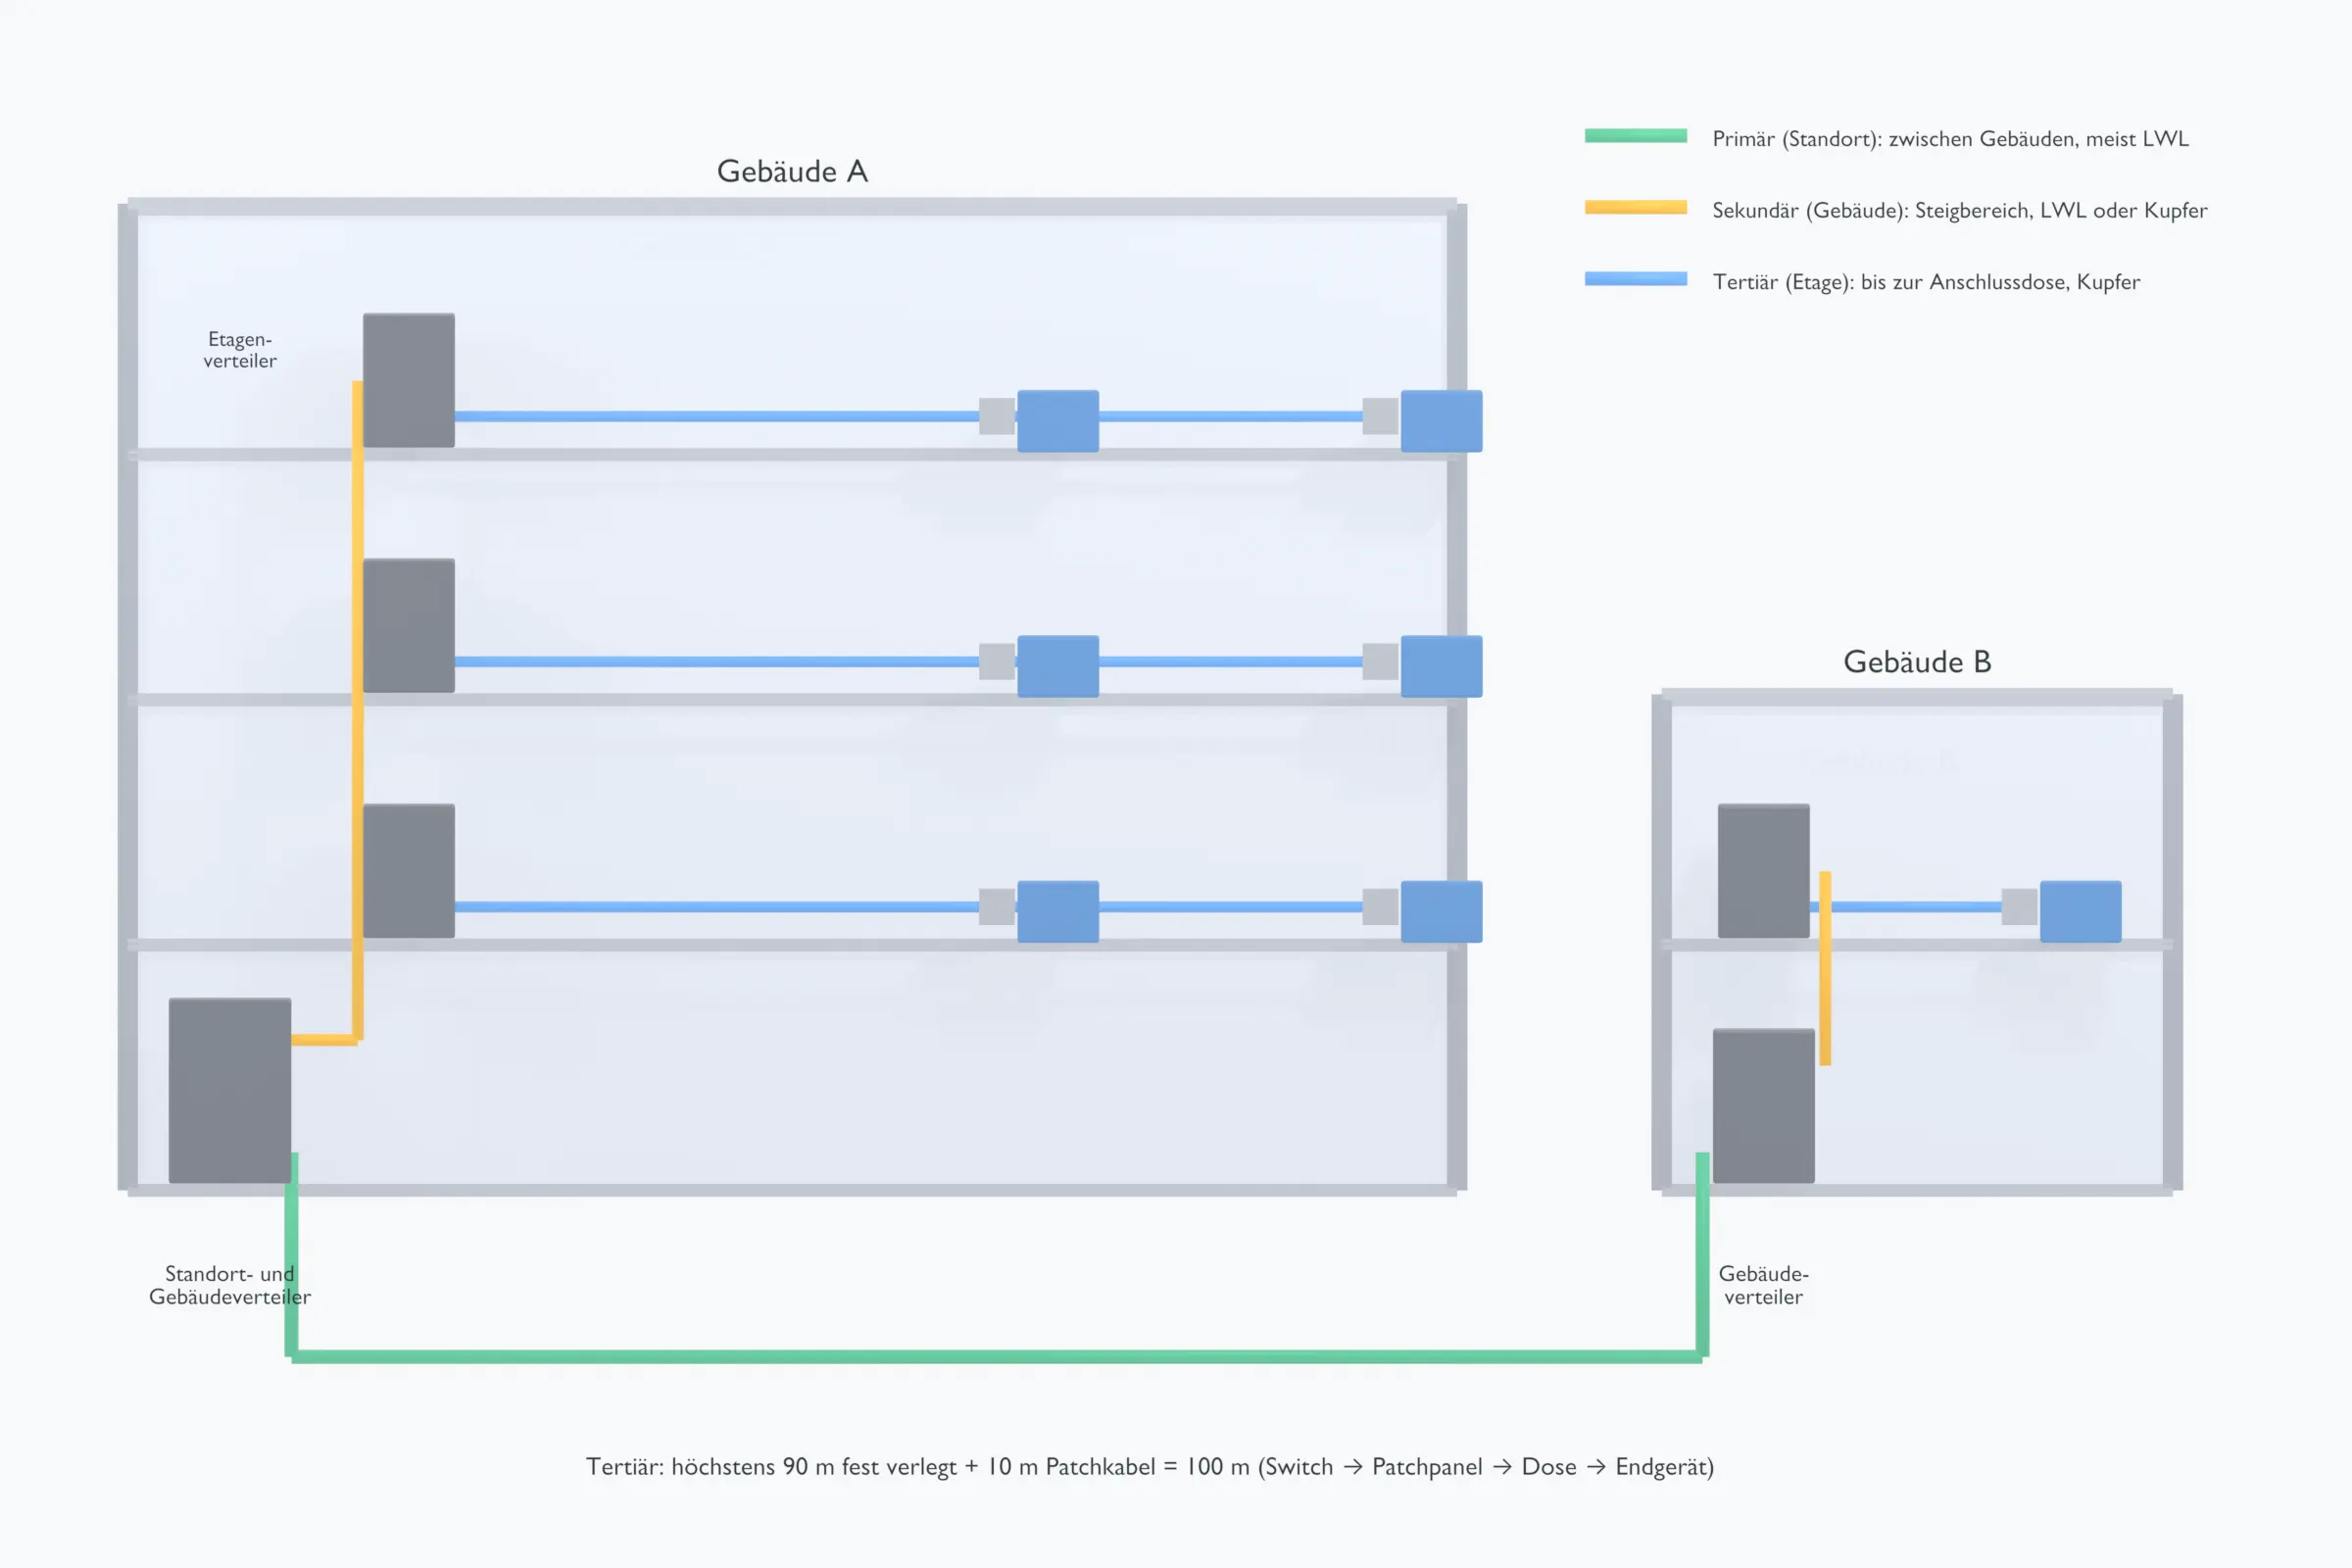 Primär (Standort): zwischen Gebäuden, meist LWL
Gebäude A
Sekundär (Gebäude): Steigbereich, LWL oder Kupfer
Tertiär (Etage): bis zur Anschlussdose, Kupfer
Etagen-
verteiler
Gebäude B
Standort- und
Gebäudeverteiler
Gebäude-
verteiler
Tertiär: höchstens 90 m fest verlegt + 10 m Patchkabel = 100 m (Switch → Patchpanel → Dose → Endgerät)